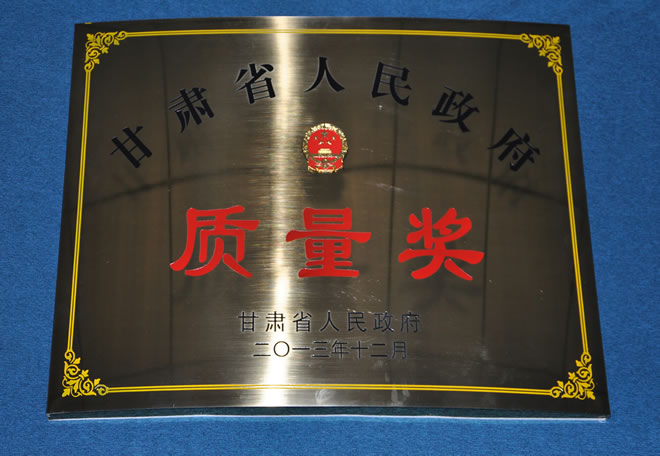 甘肃省人民政府
质量奖
甘肃省人民政府
二〇一三年十二月